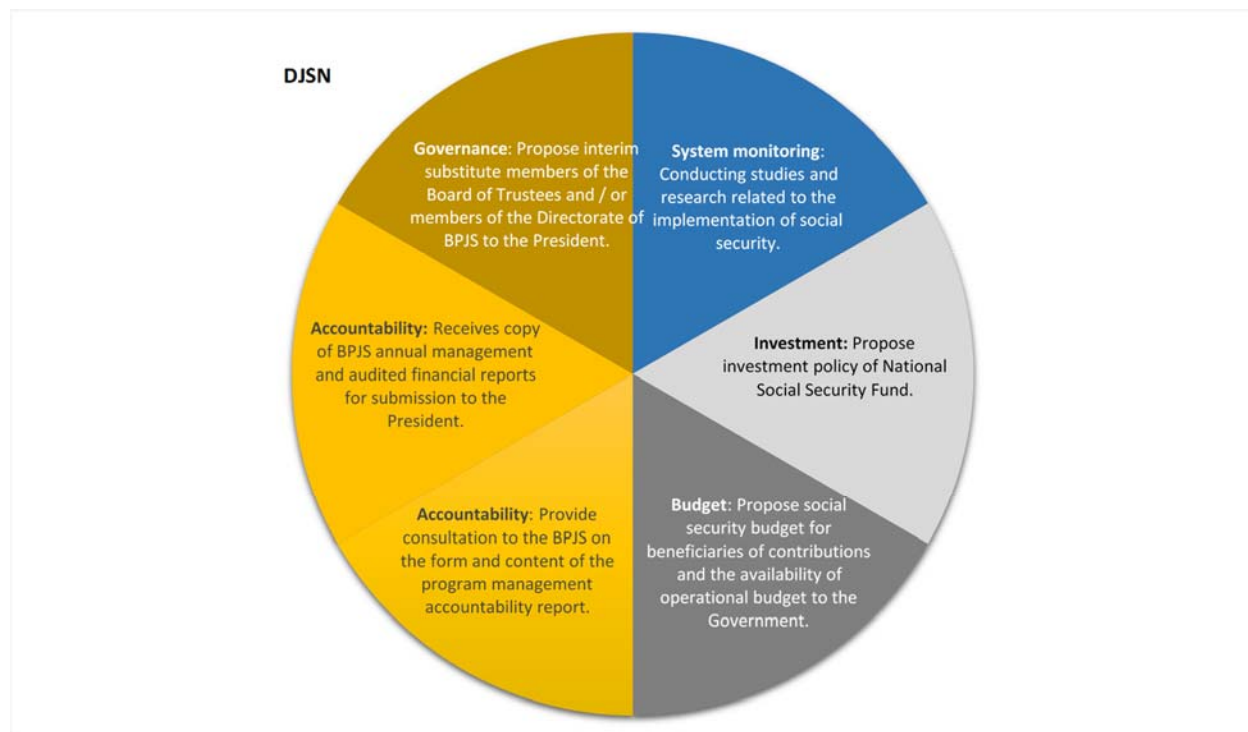 DJSN
Governance: Propose interim
substitute members of the
Board of Trustees and / or
members of the Directorate of
BPJS to the President.
System monitoring:
Conducting studies and
research related to the
implementation of social
security.
Accountability: Receives copy
of BPJS annual management
and audited financial reports
for submission to the
President.
Investment: Propose
investment policy of National
Social Security Fund.
Accountability: Provide
consultation to the BPJS on
the form and content of the
program management
accountability report.
Budget: Propose social
security budget for
beneficiaries of contributions
and the availability of
operational budget to the
Government.